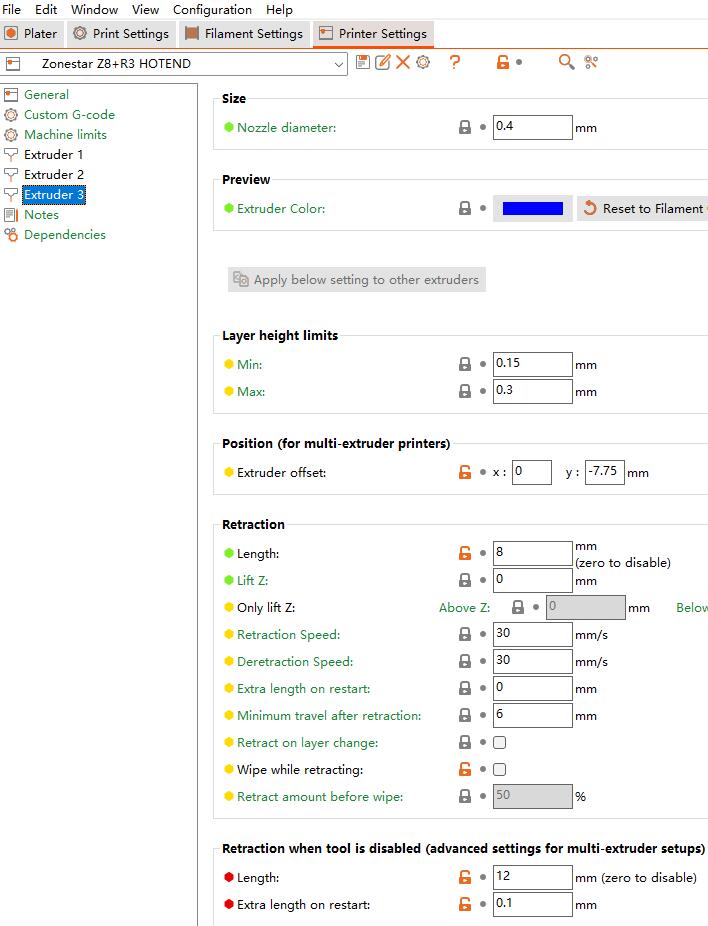 File Edit Window View Configuration Help
Plater Print Settings Filament Settings Printer Settings
Zonestar Z8+R3 HOTEND ?
General
Custom G-code
Machine limits
Extruder 1
Extruder 2
Extruder 3
Notes
Dependencies
Size
Nozzle diameter: 0.4 mm
Preview
Extruder Color: Reset to Filament
Apply below setting to other extruders
Layer height limits
Min: 0.15 mm
Max: 0.3 mm
Position (for multi-extruder printers)
Extruder offset: x : 0 y : -7.75 mm
Retraction
Length: 8 mm
(zero to disable)
Lift Z: 0 mm
Only lift Z: Above Z: 0 mm Below
Retraction Speed: 30 mm/s
Deretraction Speed: 30 mm/s
Extra length on restart: 0 mm
Minimum travel after retraction: 6 mm
Retract on layer change:
Wipe while retracting:
Retract amount before wipe: 50 %
Retraction when tool is disabled (advanced settings for multi-extruder setups)
Length: 12 mm (zero to disable)
Extra length on restart: 0.1 mm